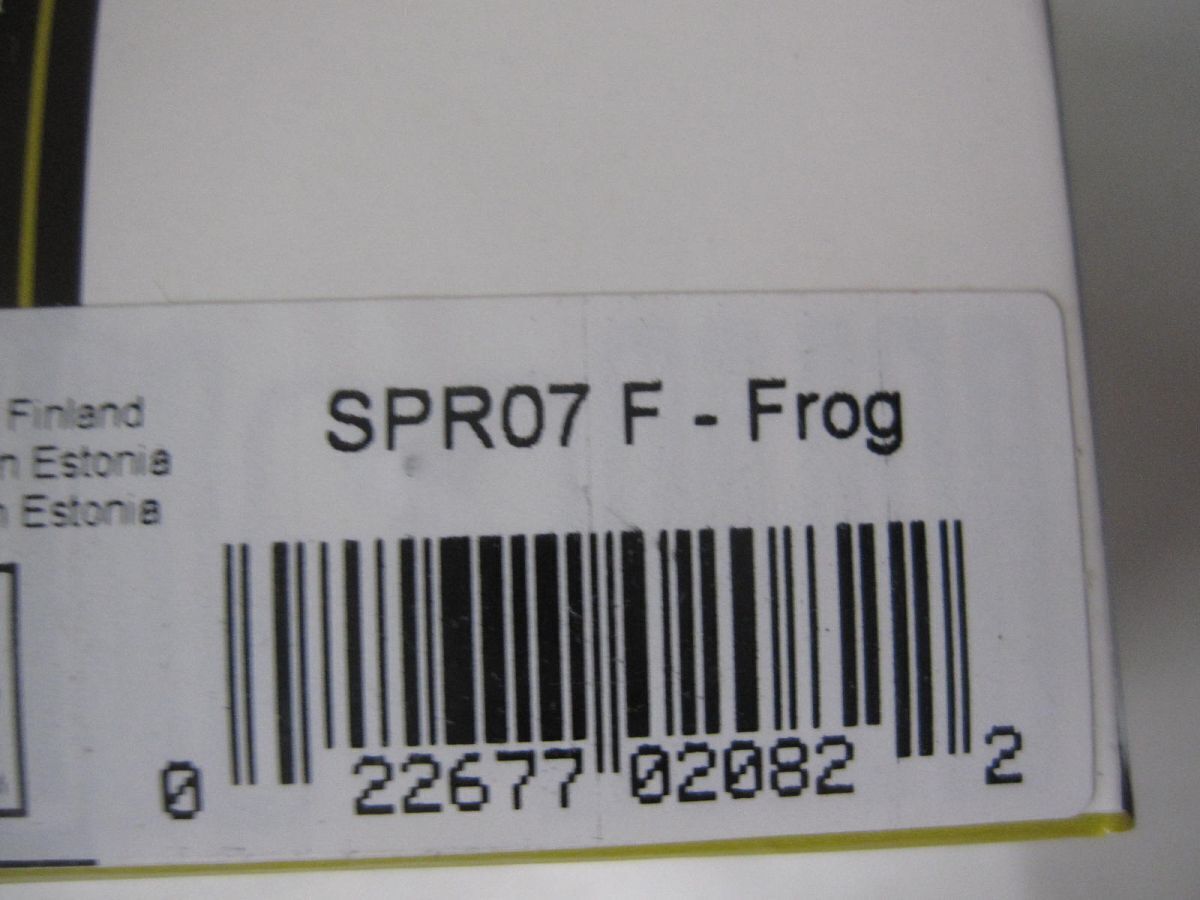 SPR07 F - Frog
Finland
n Estonia
n Estonia
0 22677 02082 2